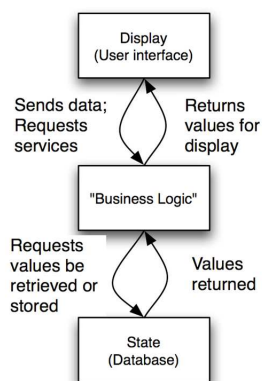 Display
(User interface)
Sends data;
Requests
services
Returns
values for
display
"Business Logic"
Requests
values be
retrieved or
stored
Values
returned
State
(Database)